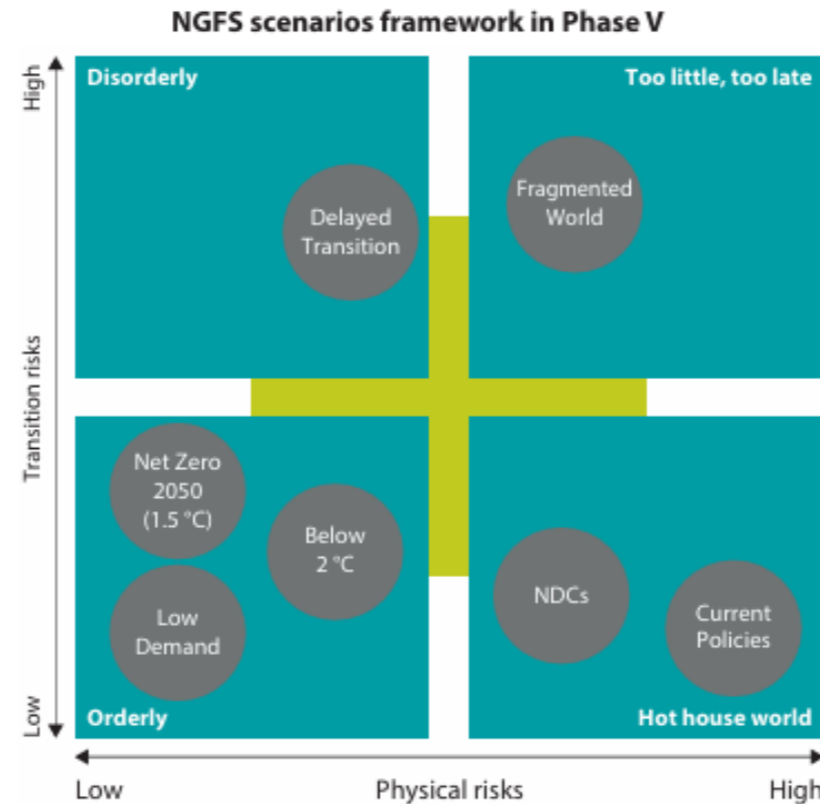 NGFS scenarios framework in Phase V
High
Disorderly
Too little, too late
Delayed
Transition
Fragmented
World
Transition risks
Net Zero
2050
(1.5 °C)
Below
2 °C
Low
Demand
NDCs
Current
Policies
Low
Orderly
Hot house world
Low
Physical risks
High